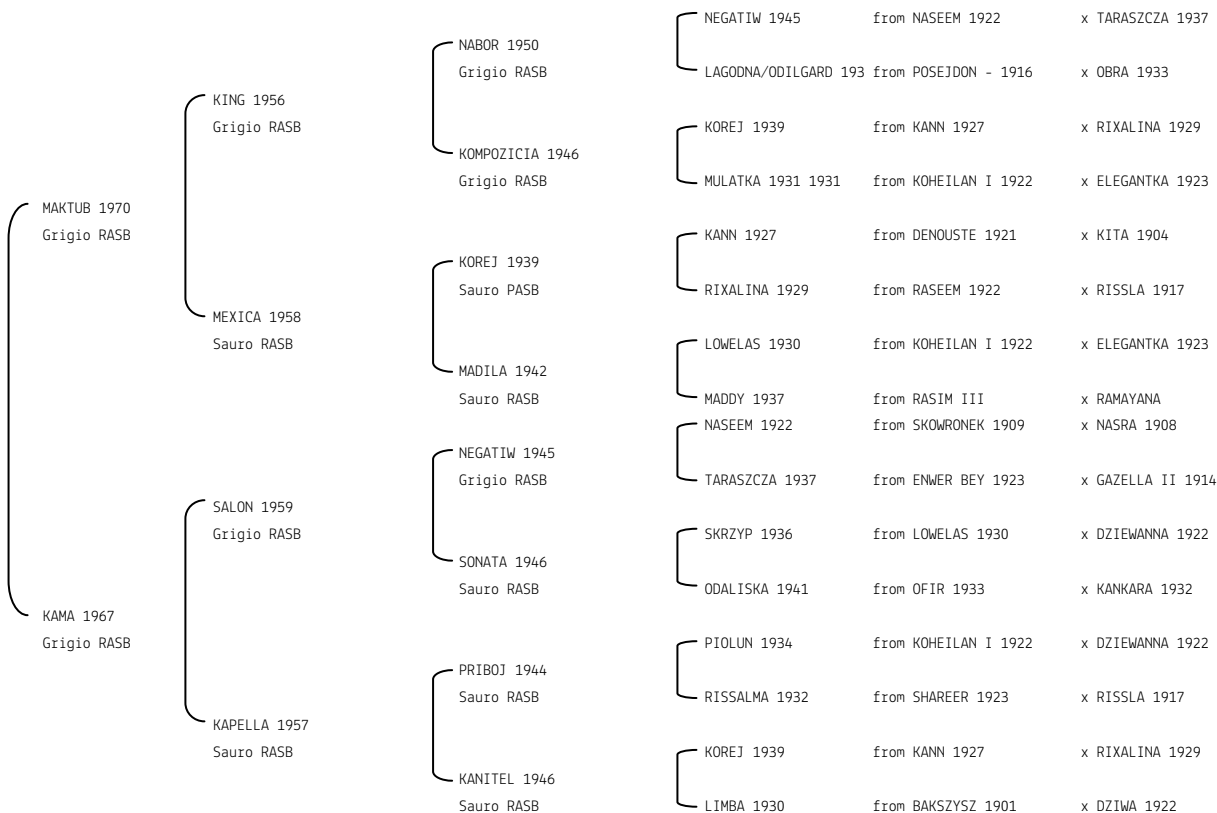 NEGATIW 1945 from NASEEM 1922 x TARASZCZA 1937
NABOR 1950
Grigio RASB
LAGODNA/ODILGARD 193 from POSEJDON - 1916 x OBRA 1933
KING 1956
Grigio RASB
KOREJ 1939 from KANN 1927 x RIXALINA 1929
KOMPOZICIA 1946
Grigio RASB
MULATKA 1931 1931 from KOHEILAN I 1922 x ELEGANTKA 1923
MAKTUB 1970
Grigio RASB
KANN 1927 from DENOUSTE 1921 x KITA 1904
KOREJ 1939
Sauro PASB
RIXALINA 1929 from RASEEM 1922 x RISSLA 1917
MEXICA 1958
Sauro RASB
LOWELAS 1930 from KOHEILAN I 1922 x ELEGANTKA 1923
MADILA 1942
Sauro RASB
MADDY 1937 from RASIM III x RAMAYANA
NASEEM 1922 from SKOWRONEK 1909 x NASRA 1908
NEGATIW 1945
Grigio RASB
TARASZCZA 1937 from ENWER BEY 1923 x GAZELLA II 1914
SALON 1959
Grigio RASB
SKRZYP 1936 from LOWELAS 1930 x DZIEWANNA 1922
SONATA 1946
Sauro RASB
ODALISKA 1941 from OFIR 1933 x KANKARA 1932
KAMA 1967
Grigio RASB
PIOLUN 1934 from KOHEILAN I 1922 x DZIEWANNA 1922
PRIBOJ 1944
Sauro RASB
RISSALMA 1932 from SHAREER 1923 x RISSLA 1917
KAPELLA 1957
Sauro RASB
KOREJ 1939 from KANN 1927 x RIXALINA 1929
KANITEL 1946
Sauro RASB
LIMBA 1930 from BAKSZYSZ 1901 x DZIWA 1922